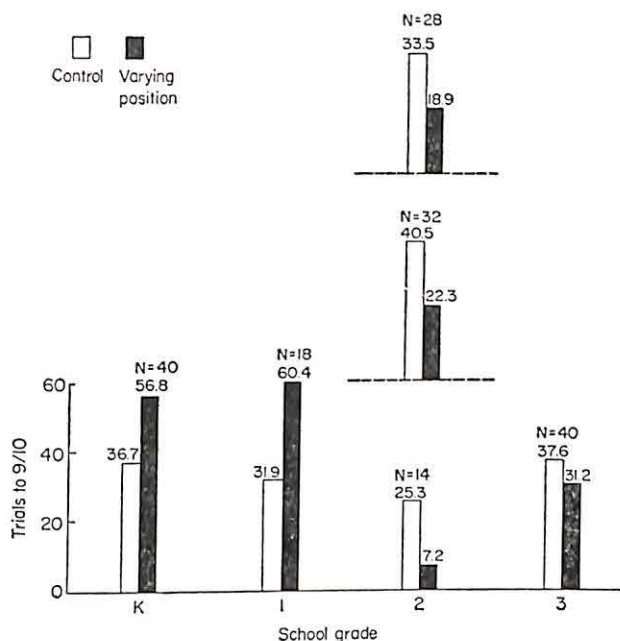 N=28
33.5
18.9
Control Varying
position
N=32
40.5
22.3
N=40
56.8
36.7
N=18
60.4
31.9
N=14
25.3
7.2
N=40
37.6
31.2
60
40
20
0
Trials to 9/10
K 1 2 3
School grade